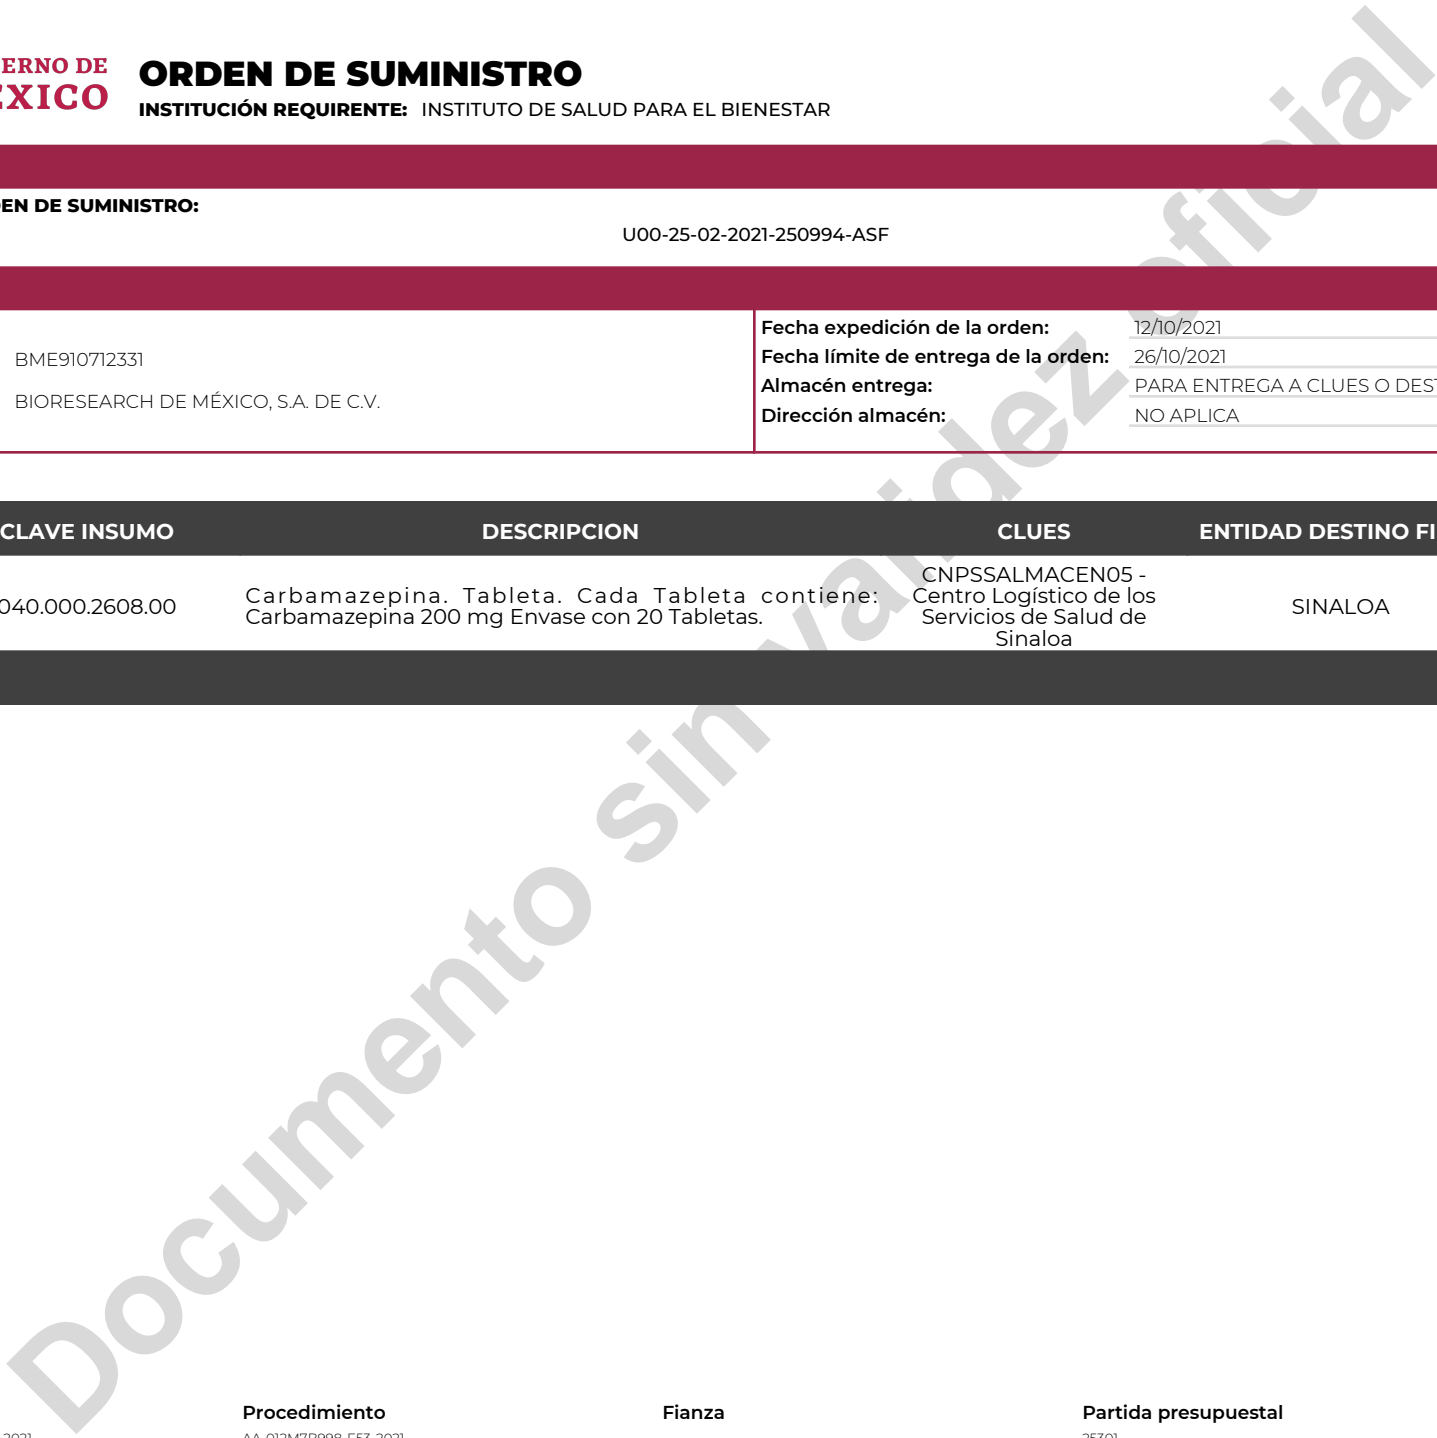 ERNO DE
ÉXICO
ORDEN DE SUMINISTRO
INSTITUCIÓN REQUIRENTE: INSTITUTO DE SALUD PARA EL BIENESTAR
EN DE SUMINISTRO:
U00-25-02-2021-250994-ASF
BME910712331
BIORESEARCH DE MÉXICO, S.A. DE C.V.
Fecha expedición de la orden: 12/10/2021
Fecha límite de entrega de la orden: 26/10/2021
Almacén entrega: PARA ENTREGA A CLUES O DEST
Dirección almacén: NO APLICA
CLAVE INSUMO DESCRIPCION CLUES ENTIDAD DESTINO FI
040.000.2608.00
Carbamazepina. Tableta. Cada Tableta contiene:
Carbamazepina 200 mg Envase con 20 Tabletas.
CNPSSALMACEN05 -
Centro Logístico de los
Servicios de Salud de
Sinaloa
SINALOA
Documento sin validez oficial
Procedimiento Fianza Partida presupuestal